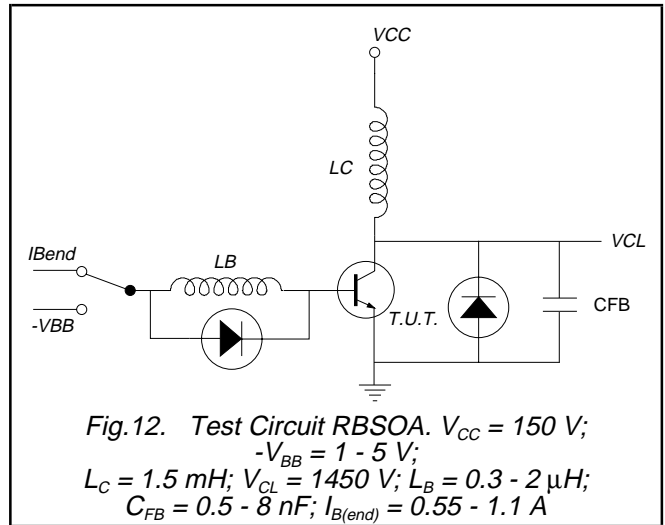 VCC
LC
IBend
LB
VCL
-VBB
T.U.T.
CFB
Fig.12. Test Circuit RBSOA. VCC = 150 V;
-VBB = 1 - 5 V;
LC = 1.5 mH; VCL = 1450 V; LB = 0.3 - 2 μH;
CFB = 0.5 - 8 nF; IB(end) = 0.55 - 1.1 A